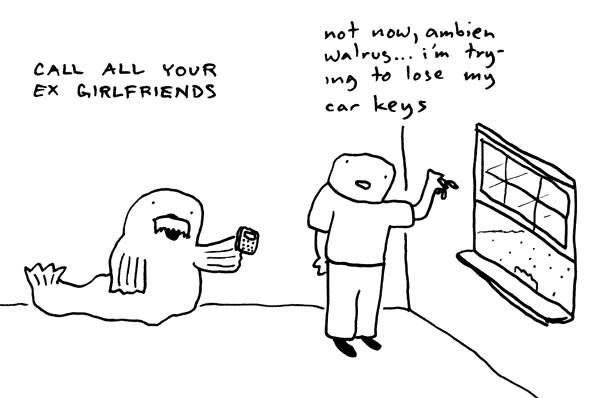 CALL ALL YOUR
EX GIRLFRIENDS
not now, ambien
walrus... i'm try-
ing to lose my
car keys